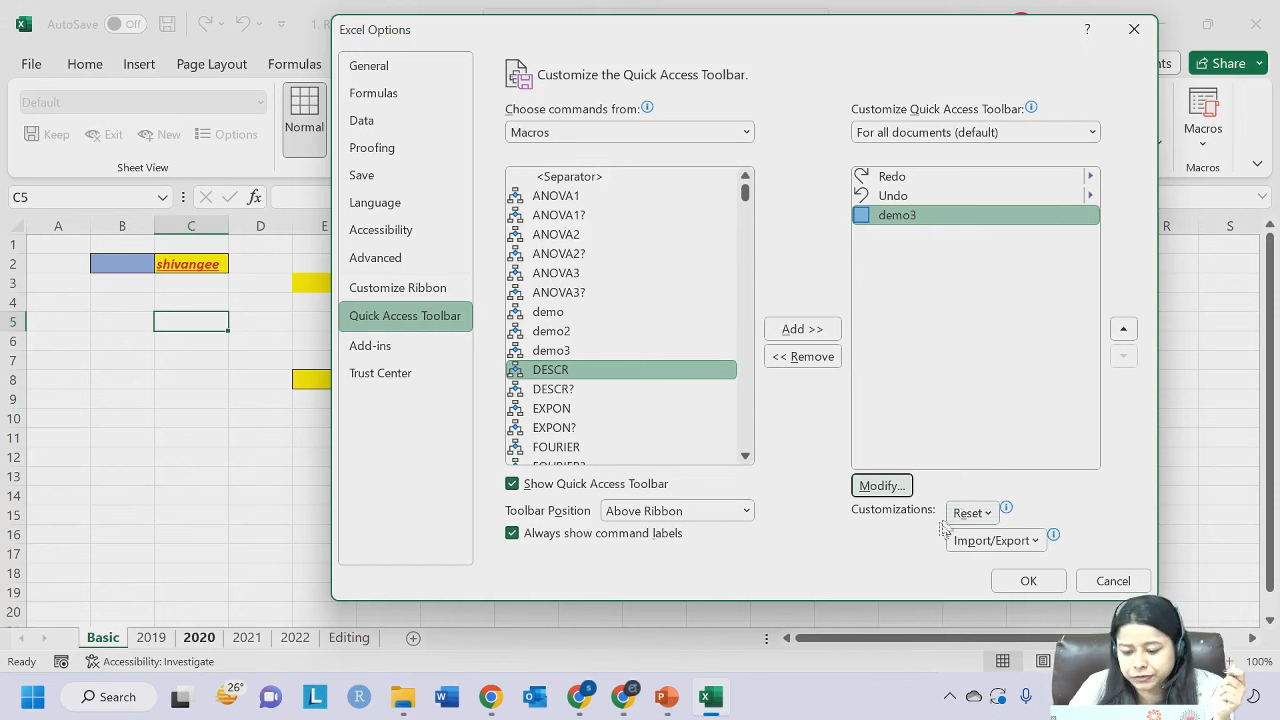 AutoSave Off 1. R
Excel Options ?
File Home Insert Page Layout Formulas nts Share
Default
Keep Exit New Options
Normal
Sheet View
Macros
Macros
C5 fx
A B C D E R S
1
2 shivangee
3
4
5
6
7
8
9
10
11
12
13
14
15
16
17
18
19
20
General
Formulas
Data
Proofing
Save
Language
Accessibility
Advanced
Customize Ribbon
Quick Access Toolbar
Add-ins
Trust Center
Customize the Quick Access Toolbar.
Choose commands from:
Macros
<Separator>
ANOVA1
ANOVA1?
ANOVA2
ANOVA2?
ANOVA3
ANOVA3?
demo
demo2
demo3
DESCR
DESCR?
EXPON
EXPON?
FOURIER
FOURIER?
Show Quick Access Toolbar
Toolbar Position Above Ribbon
Always show command labels
Add >>
<< Remove
Customize Quick Access Toolbar:
For all documents (default)
Redo
Undo
demo3
Modify...
Customizations: Reset
Import/Export
OK Cancel
Basic 2019 2020 2021 2022 Editing
Ready Accessibility: Investigate 100%
Search 26°